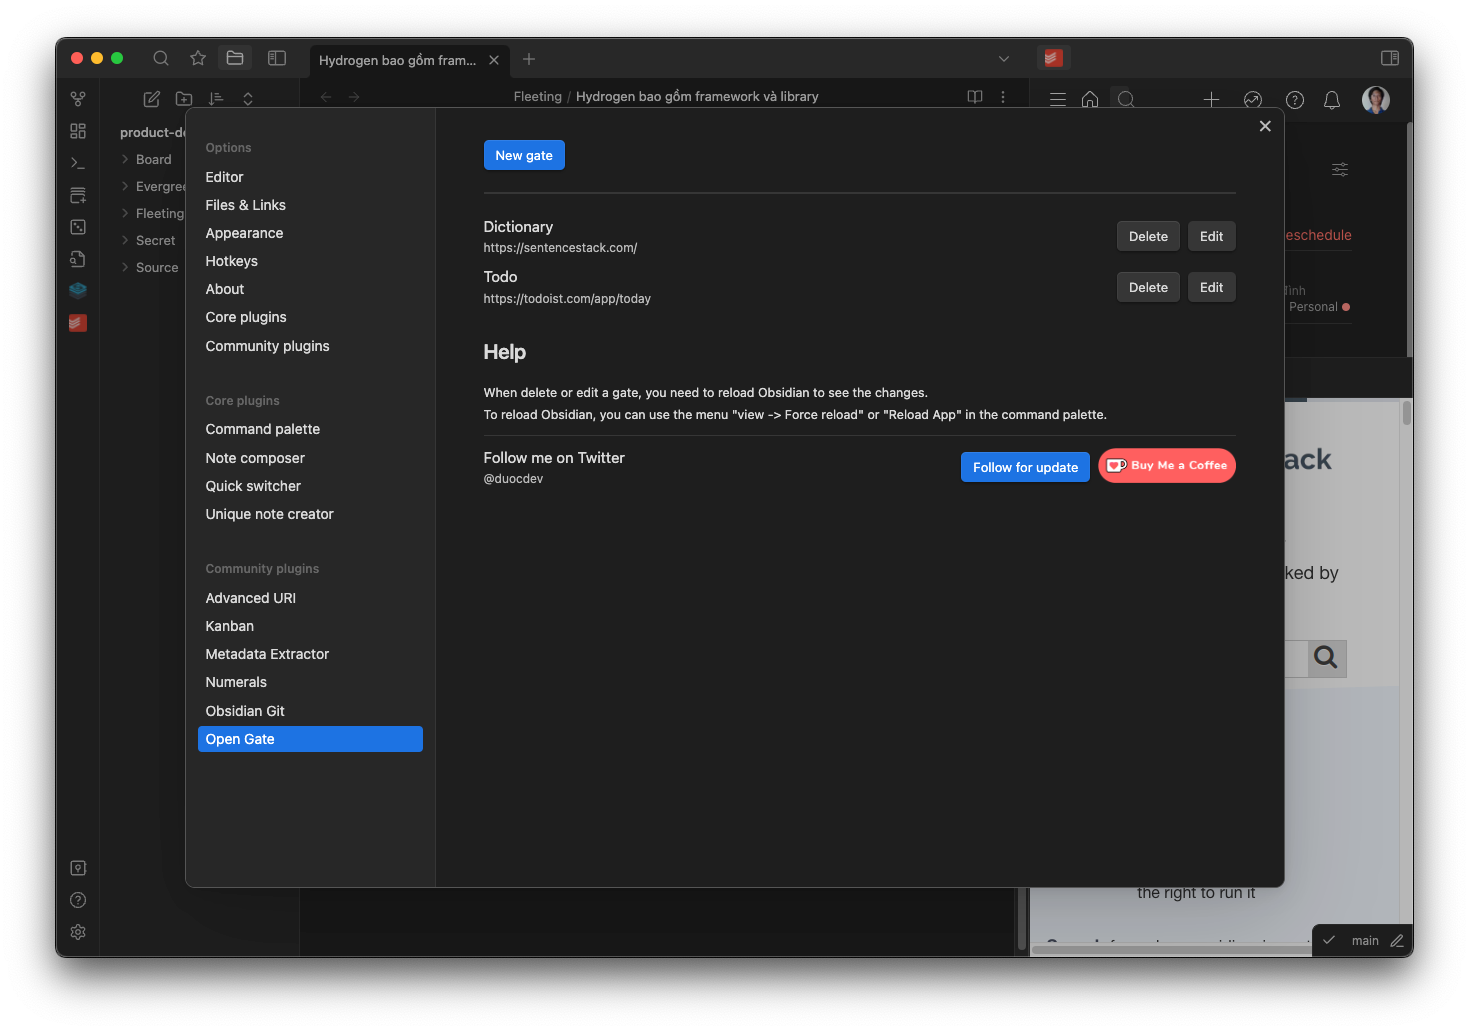 Hydrogen bao gồm fram...
Fleeting / Hydrogen bao gồm framework và library
product-de
Board
Evergree
Fleeting
Secret
Source
Options
Editor
Files & Links
Appearance
Hotkeys
About
Core plugins
Community plugins
Core plugins
Command palette
Note composer
Quick switcher
Unique note creator
Community plugins
Advanced URI
Kanban
Metadata Extractor
Numerals
Obsidian Git
Open Gate
New gate
Dictionary
https://sentencestack.com/
Delete
Edit
Todo
https://todoist.com/app/today
Delete
Edit
Help
When delete or edit a gate, you need to reload Obsidian to see the changes.
To reload Obsidian, you can use the menu "view -> Force reload" or "Reload App" in the command palette.
Follow me on Twitter
@duocdev
Follow for update
Buy Me a Coffee
eschedule
Personal
ack
ked by
the right to run it
main